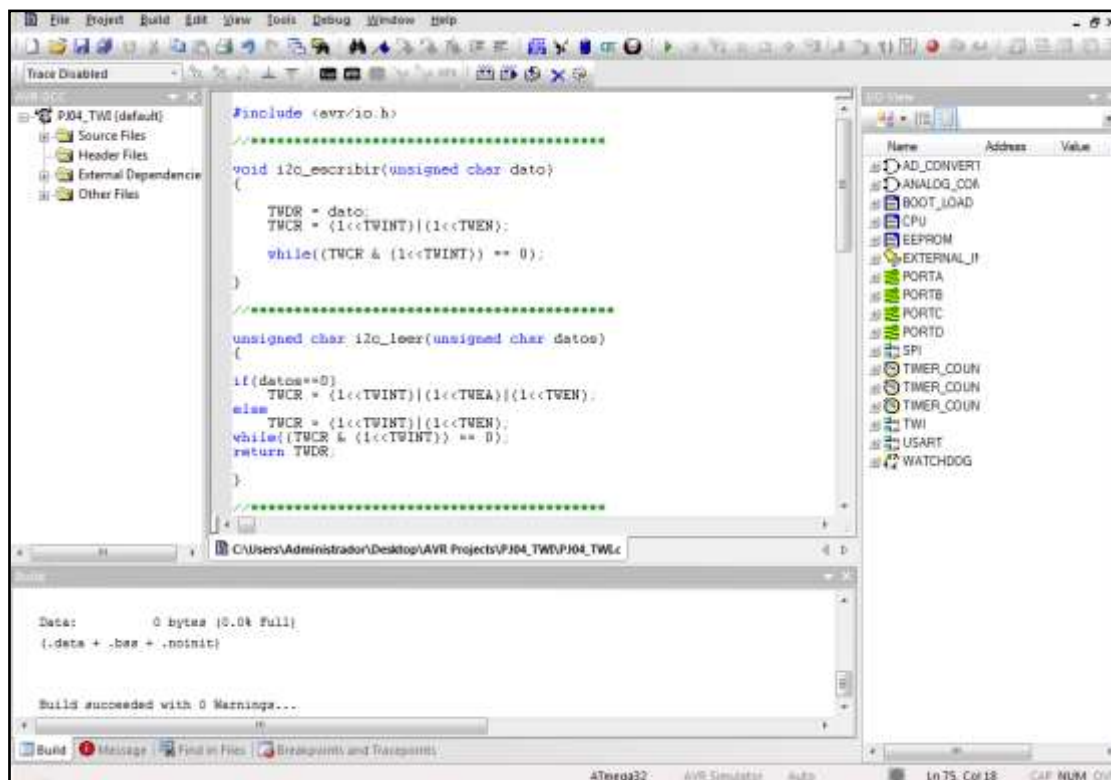 File Project Build Edit View Tools Debug Window Help
Trace Disabled
AVR GCC
PJ04_TWI (default)
Source Files
Header Files
External Dependencie
Other Files
#include <avr/io.h>
//*****************************************
void i2c_escribir(unsigned char dato)
{
TWDR = dato;
TWCR = (1<<TWINT)|(1<<TWEN);
while((TWCR & (1<<TWINT)) == 0);
}
//******************************************
unsigned char i2c_leer(unsigned char datos)
{
if(datos==0)
TWCR = (1<<TWINT)|(1<<TWEA)|(1<<TWEN);
else
TWCR = (1<<TWINT)|(1<<TWEN);
while((TWCR & (1<<TWINT)) == 0);
return TWDR;
}
//*****************************************
C:\Users\Administrador\Desktop\AVR Projects\PJ04_TWI\PJ04_TWI.c
I/O View
Name Address Value
AD_CONVERT
ANALOG_COM
BOOT_LOAD
CPU
EEPROM
EXTERNAL_IN
PORTA
PORTB
PORTC
PORTD
SPI
TIMER_COUN
TIMER_COUN
TIMER_COUN
TWI
USART
WATCHDOG
Build
Data: 0 bytes (0.0% Full)
(.data + .bss + .noinit)
Build succeeded with 0 Warnings...
Build Message Find in Files Breakpoints and Tracepoints
ATmega32 AVR Simulator Auto Ln 75, Col 18 CAP NUM